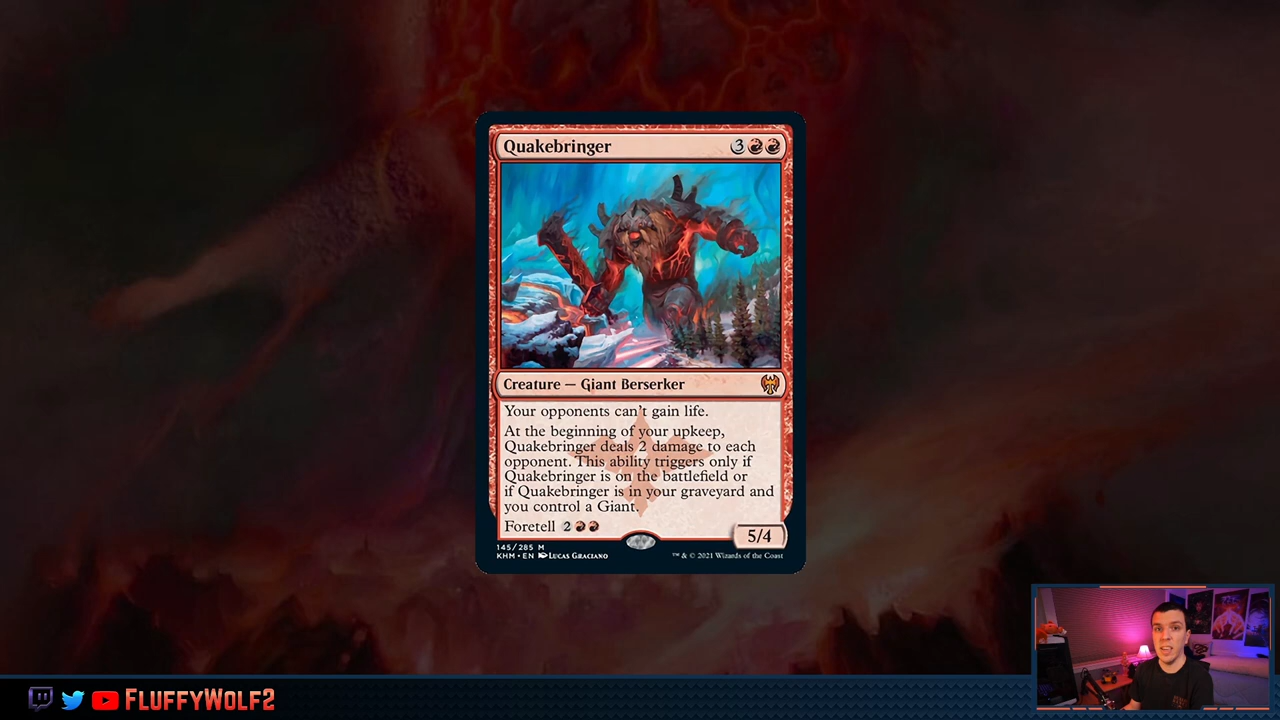 Quakebringer 3
Creature — Giant Berserker
Your opponents can't gain life.
At the beginning of your upkeep,
Quakebringer deals 2 damage to each
opponent. This ability triggers only if
Quakebringer is on the battlefield or
if Quakebringer is in your graveyard and
you control a Giant.
Foretell 2
5/4
145/285 M
KHM • EN Lucas Graciano
™ & © 2021 Wizards of the Coast
FluffyWolf2